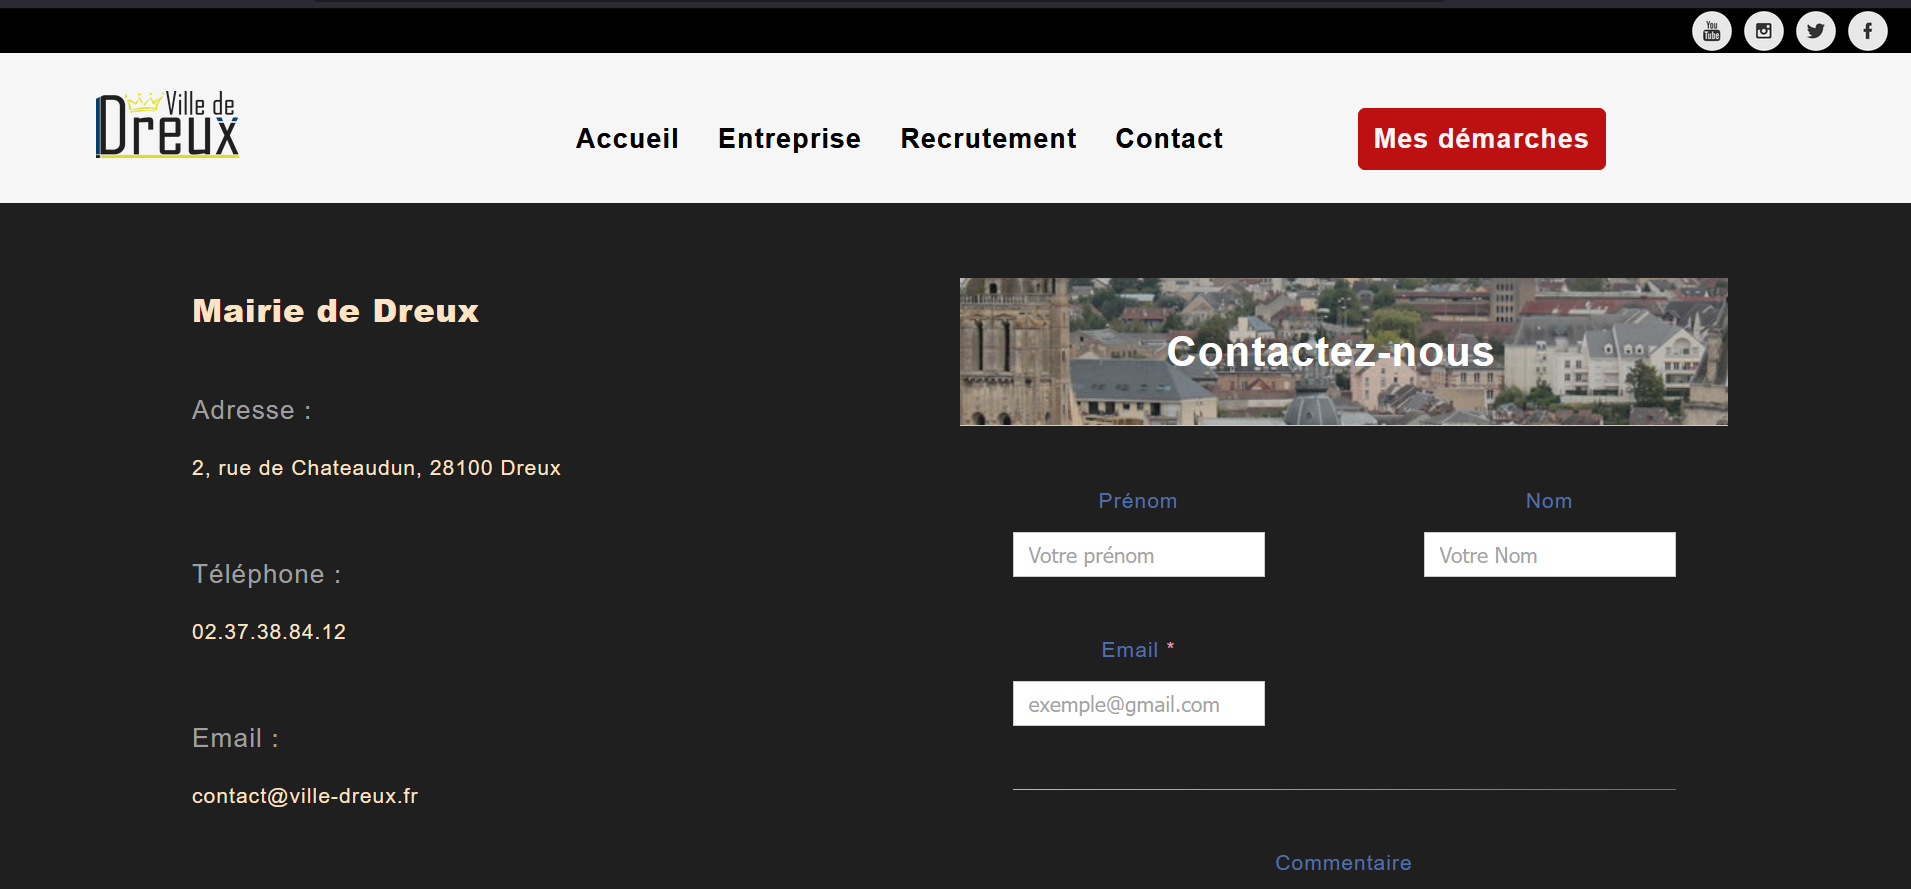 You
Tube
Ville de
Dreux
Accueil Entreprise Recrutement Contact Mes démarches
Mairie de Dreux
Adresse :
2, rue de Chateaudun, 28100 Dreux
Téléphone :
02.37.38.84.12
Email :
contact@ville-dreux.fr
Contactez-nous
Prénom Nom
Votre prénom Votre Nom
Email *
exemple@gmail.com
Commentaire